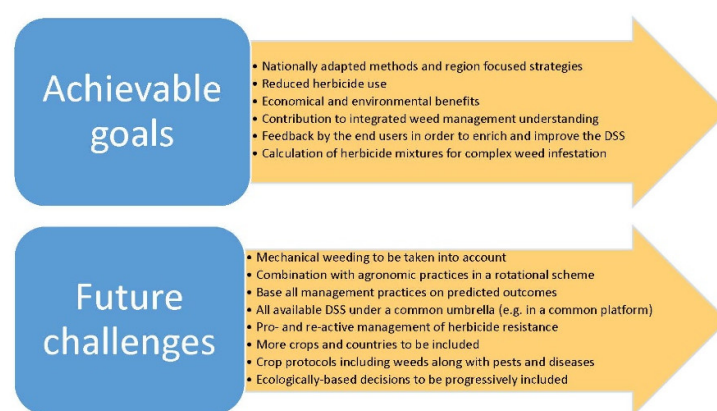 Achievable
goals
• Nationally adapted methods and region focused strategies
• Reduced herbicide use
• Economical and environmental benefits
• Contribution to integrated weed management understanding
• Feedback by the end users in order to enrich and improve the DSS
• Calculation of herbicide mixtures for complex weed infestation
Future
challenges
• Mechanical weeding to be taken into account
• Combination with agronomic practices in a rotational scheme
• Base all management practices on predicted outcomes
• All available DSS under a common umbrella (e.g. in a common platform)
• Pro- and re-active management of herbicide resistance
• More crops and countries to be included
• Crop protocols including weeds along with pests and diseases
• Ecologically-based decisions to be progressively included